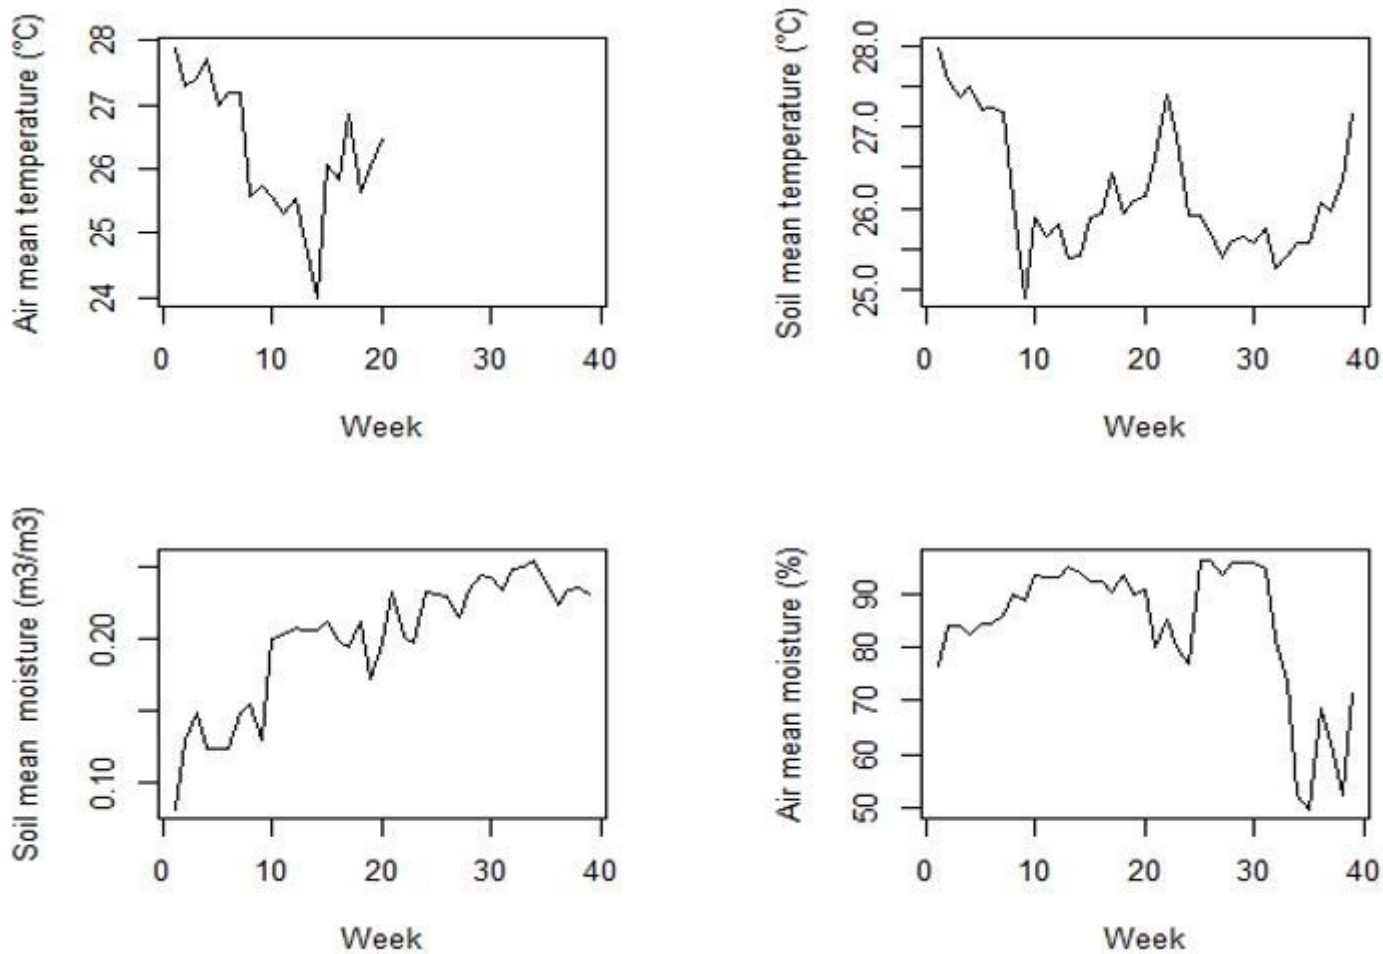 Air mean temperature (°C)
28
27
26
25
24
0 10 20 30 40
Week
Soil mean temperature (°C)
28.0
27.0
26.0
25.0
0 10 20 30 40
Week
Soil mean moisture (m3/m3)
0.20
0.10
0 10 20 30 40
Week
Air mean moisture (%)
90
80
70
60
50
0 10 20 30 40
Week